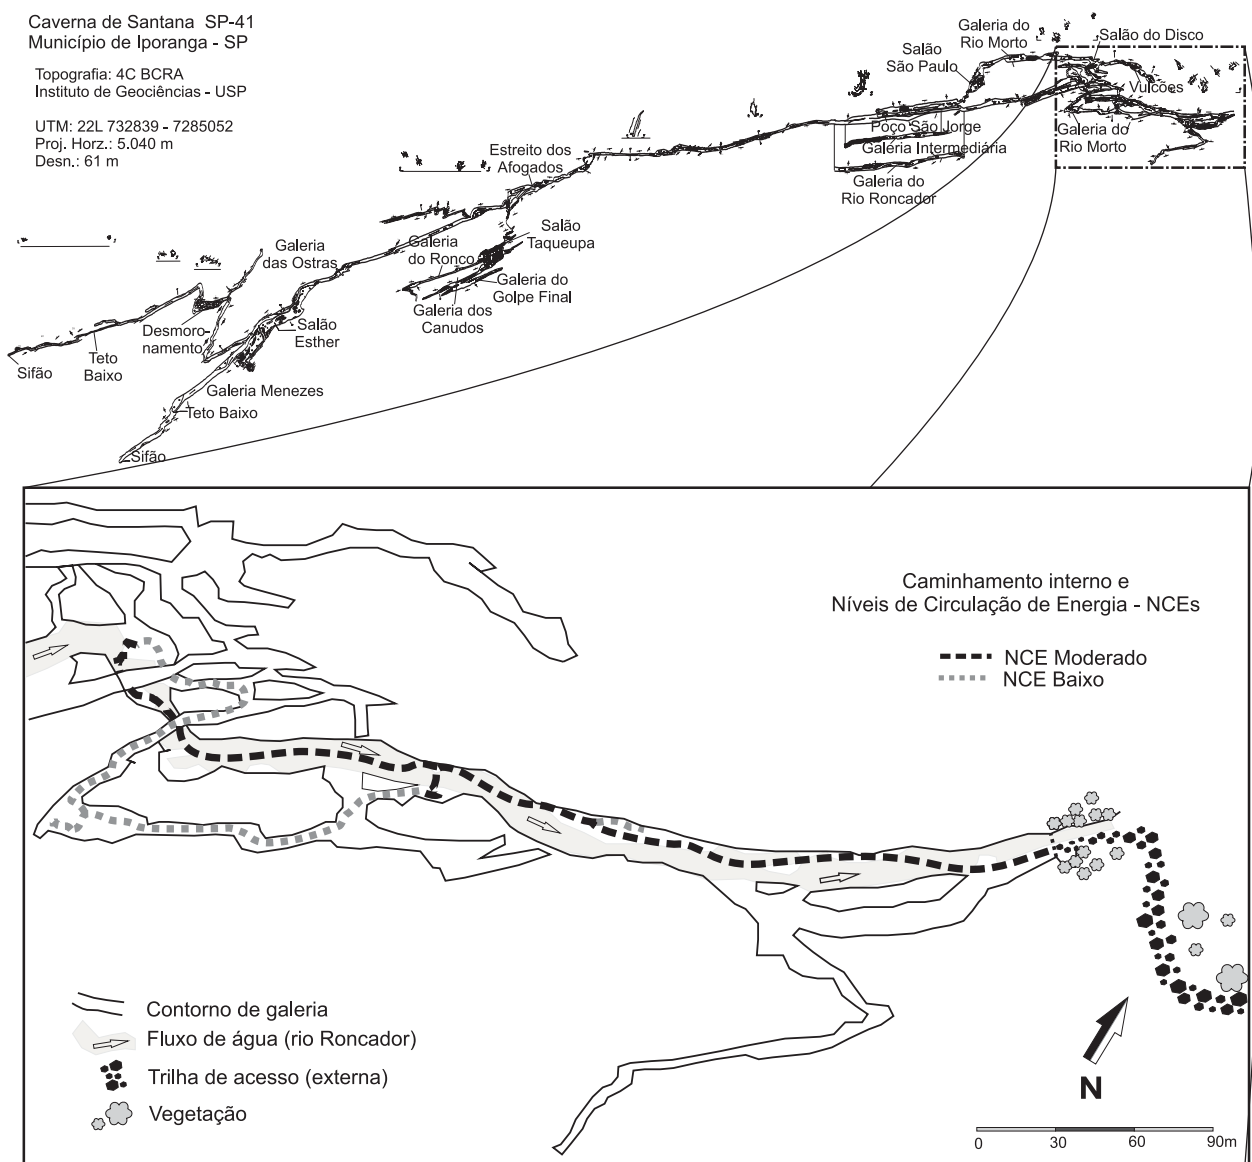 Caverna de Santana  SP-41
Município de Iporanga - SP
Topografia: 4C BCRA
Instituto de Geociências - USP
UTM: 22L 732839 - 7285052
Proj. Horz.: 5.040 m
Desn.: 61 m
Galeria do
Rio Morto
Salão do Disco
Salão
São Paulo
Vulcões
Poço São Jorge
Galeria Intermediária
Galeria do
Rio Morto
Galeria do
Rio Roncador
Estreito dos
Afogados
Salão
Taqueupa
Galeria
do Ronco
Galeria
das Ostras
Galeria do
Golpe Final
Galeria dos
Canudos
Desmoro-
namento
Salão
Esther
Teto
Baixo
Sifão
Galeria Menezes
Teto Baixo
Sifão
Caminhamento interno e
Níveis de Circulação de Energia - NCEs
NCE Moderado
NCE Baixo
Contorno de galeria
Fluxo de água (rio Roncador)
Trilha de acesso (externa)
Vegetação
N
0 30 60 90m